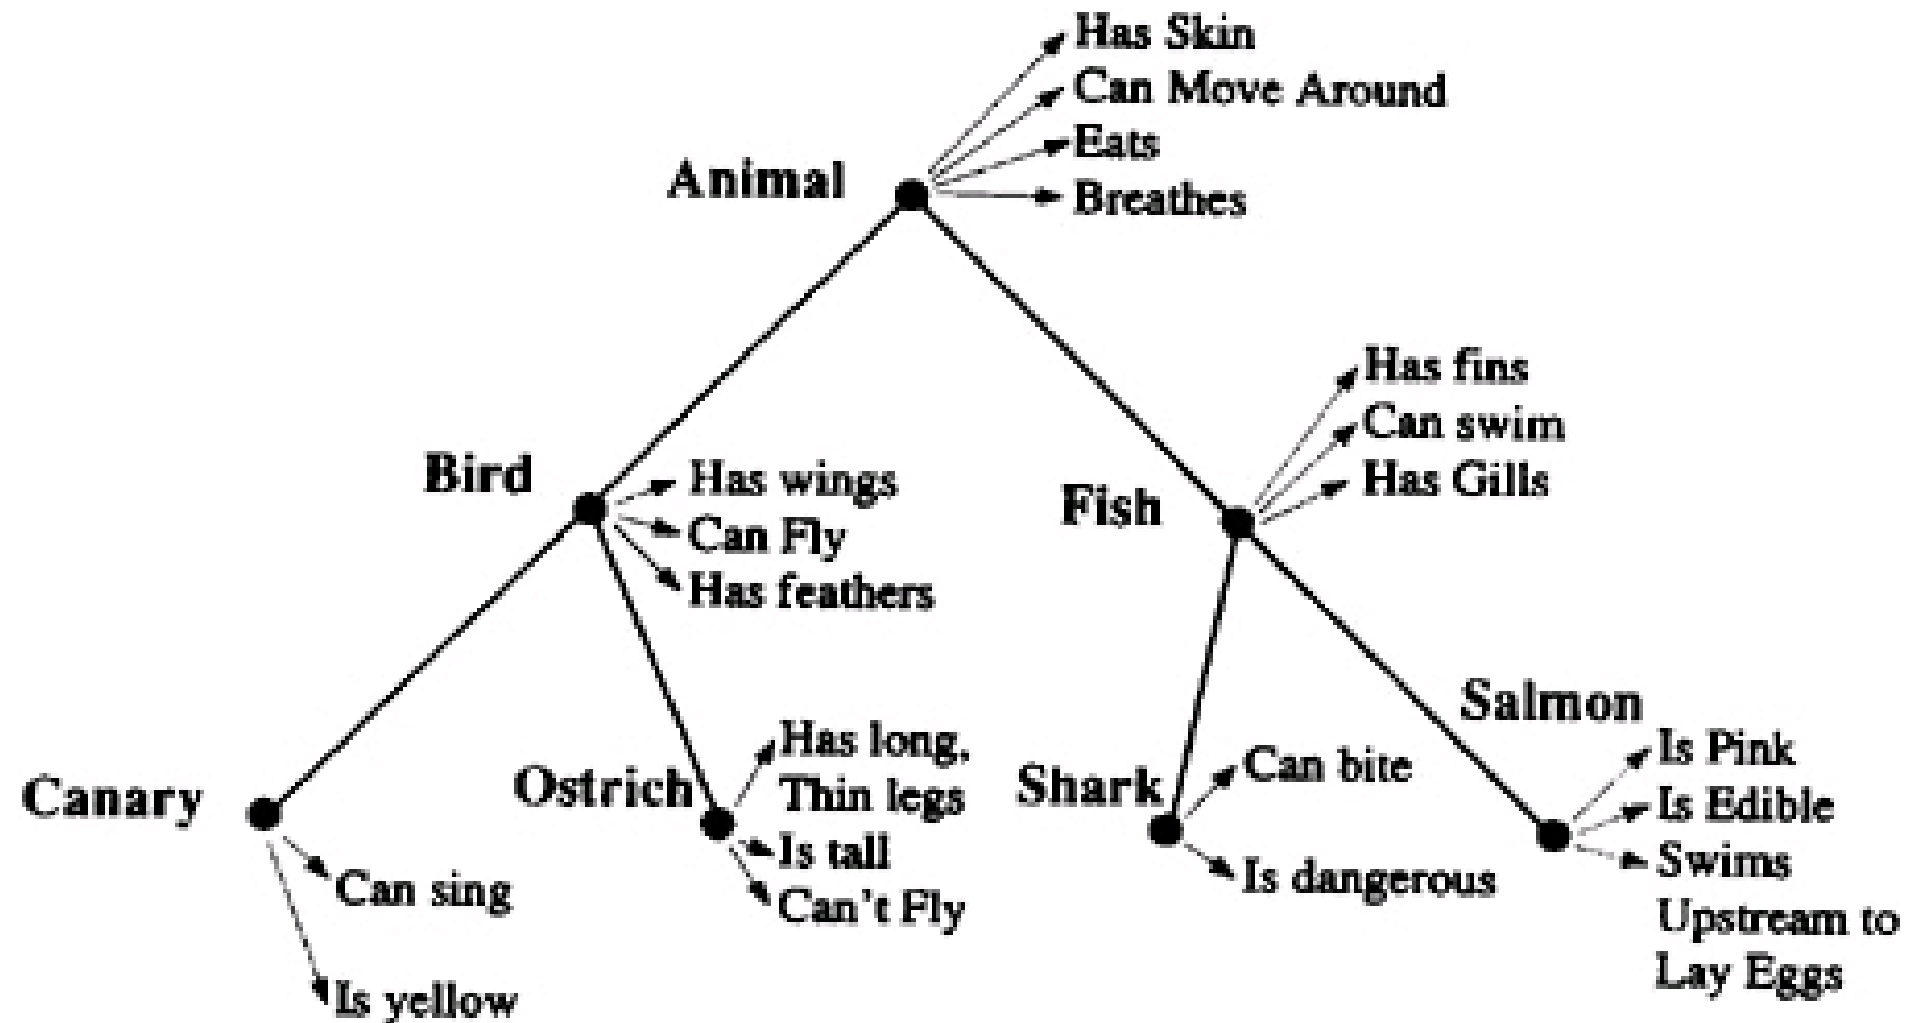 Has Skin
Can Move Around
Eats
Animal
Breathes
Has fins
Can swim
Has Gills
Bird
Has wings
Can Fly
Has feathers
Fish
Salmon
Canary
Can sing
Is yellow
Ostrich
Has long,
Thin legs
Is tall
Can't Fly
Shark
Can bite
Is dangerous
Is Pink
Is Edible
Swims
Upstream to
Lay Eggs